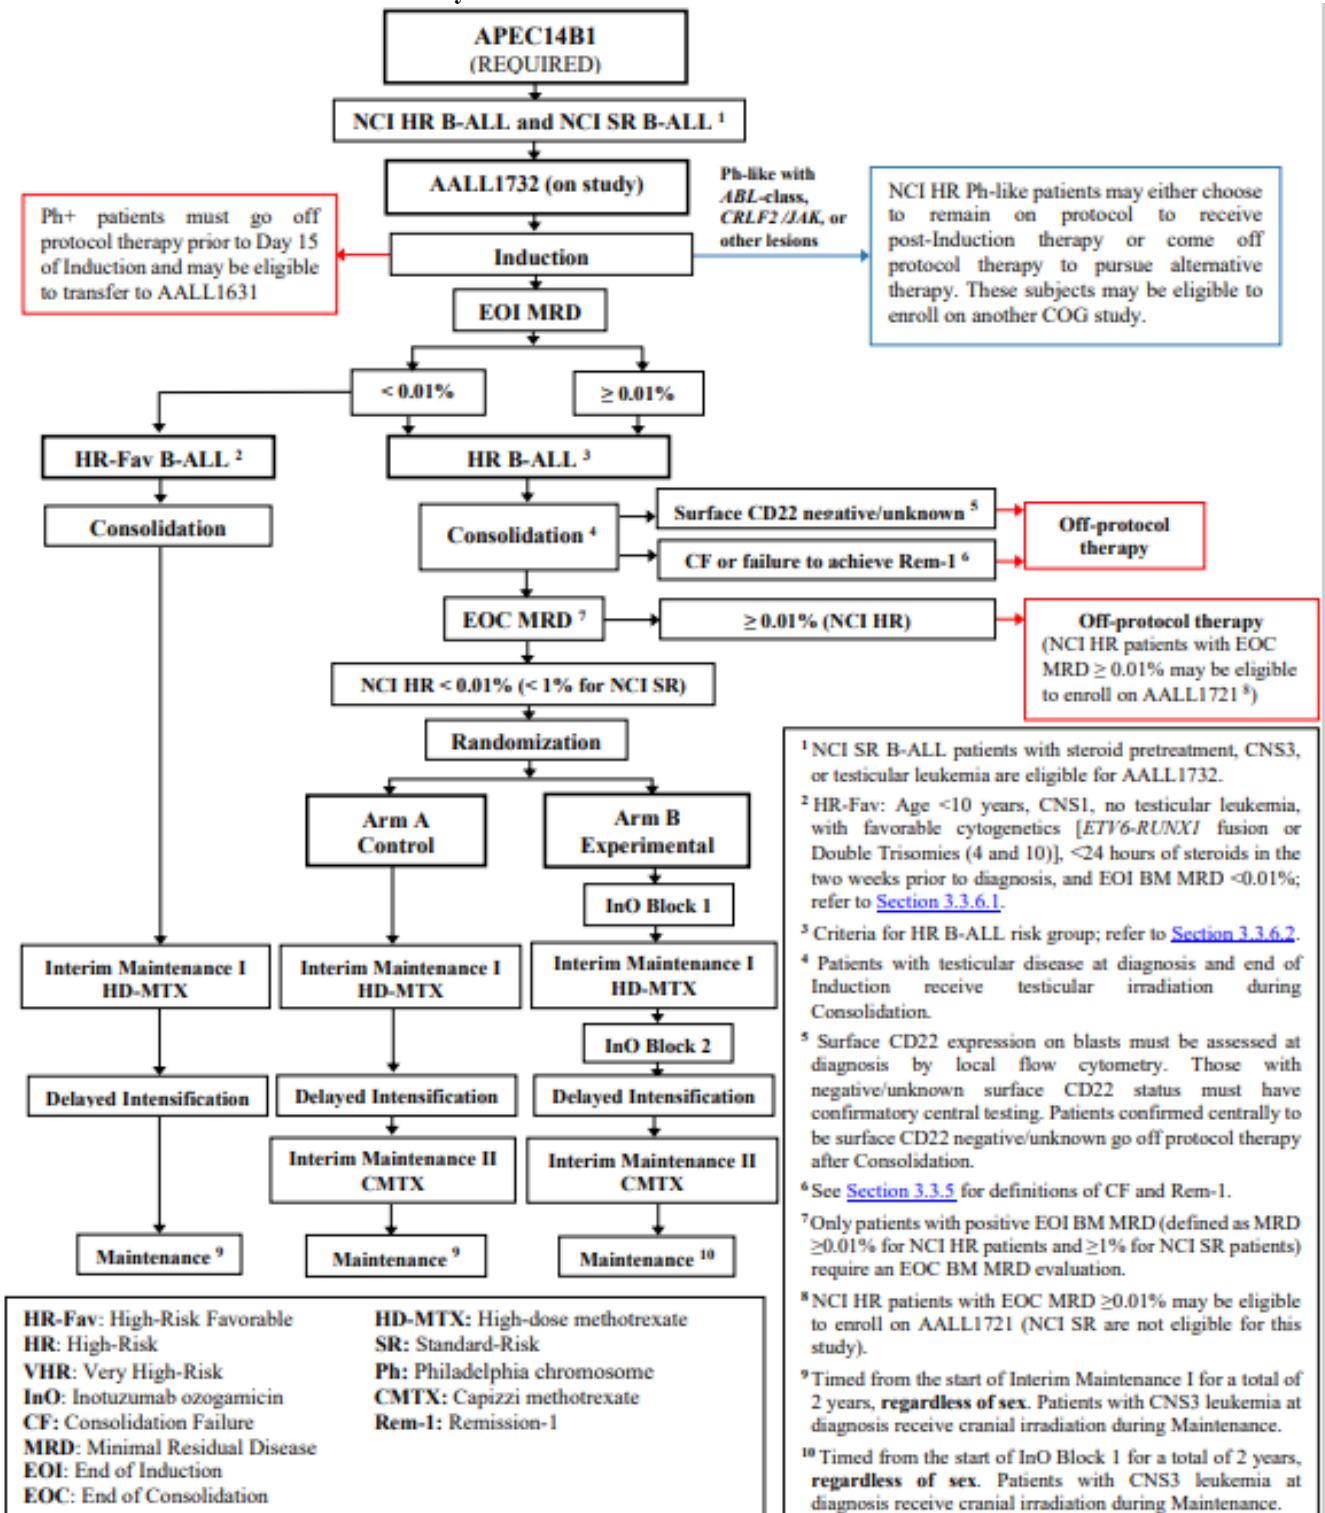 APEC14B1
(REQUIRED)
NCI HR B-ALL and NCI SR B-ALL 1
AALL1732 (on study)
Ph-like with
ABL-class,
CRLF2/JAK, or
other lesions
NCI HR Ph-like patients may either choose
to remain on protocol to receive
post-Induction therapy or come off
protocol therapy to pursue alternative
therapy. These subjects may be eligible to
enroll on another COG study.
Ph+ patients must go off
protocol therapy prior to Day 15
of Induction and may be eligible
to transfer to AALL1631
Induction
EOI MRD
< 0.01%
≥ 0.01%
HR-Fav B-ALL 2
HR B-ALL 3
Consolidation
Consolidation 4
Surface CD22 negative/unknown 5
CF or failure to achieve Rem-1 6
Off-protocol
therapy
EOC MRD 7
≥ 0.01% (NCI HR)
Off-protocol therapy
(NCI HR patients with EOC
MRD ≥ 0.01% may be eligible
to enroll on AALL1721 8)
NCI HR < 0.01% (< 1% for NCI SR)
Randomization
Arm A
Control
Arm B
Experimental
InO Block 1
Interim Maintenance I
HD-MTX
Interim Maintenance I
HD-MTX
Interim Maintenance I
HD-MTX
InO Block 2
Delayed Intensification
Delayed Intensification
Delayed Intensification
Interim Maintenance II
CMTX
Interim Maintenance II
CMTX
Maintenance 9
Maintenance 9
Maintenance 10
1 NCI SR B-ALL patients with steroid pretreatment, CNS3,
or testicular leukemia are eligible for AALL1732.
2 HR-Fav: Age <10 years, CNS1, no testicular leukemia,
with favorable cytogenetics [ETV6-RUNX1 fusion or
Double Trisomies (4 and 10)], <24 hours of steroids in the
two weeks prior to diagnosis, and EOI BM MRD <0.01%;
refer to Section 3.3.6.1.
3 Criteria for HR B-ALL risk group; refer to Section 3.3.6.2.
4 Patients with testicular disease at diagnosis and end of
Induction receive testicular irradiation during
Consolidation.
5 Surface CD22 expression on blasts must be assessed at
diagnosis by local flow cytometry. Those with
negative/unknown surface CD22 status must have
confirmatory central testing. Patients confirmed centrally to
be surface CD22 negative/unknown go off protocol therapy
after Consolidation.
6 See Section 3.3.5 for definitions of CF and Rem-1.
7 Only patients with positive EOI BM MRD (defined as MRD
≥0.01% for NCI HR patients and ≥1% for NCI SR patients)
require an EOC BM MRD evaluation.
8 NCI HR patients with EOC MRD ≥0.01% may be eligible
to enroll on AALL1721 (NCI SR are not eligible for this
study).
9 Timed from the start of Interim Maintenance I for a total of
2 years, regardless of sex. Patients with CNS3 leukemia at
diagnosis receive cranial irradiation during Maintenance.
10 Timed from the start of InO Block 1 for a total of 2 years,
regardless of sex. Patients with CNS3 leukemia at
diagnosis receive cranial irradiation during Maintenance.
HR-Fav: High-Risk Favorable
HR: High-Risk
VHR: Very High-Risk
InO: Inotuzumab ozogamicin
CF: Consolidation Failure
MRD: Minimal Residual Disease
EOI: End of Induction
EOC: End of Consolidation
HD-MTX: High-dose methotrexate
SR: Standard-Risk
Ph: Philadelphia chromosome
CMTX: Capizzi methotrexate
Rem-1: Remission-1